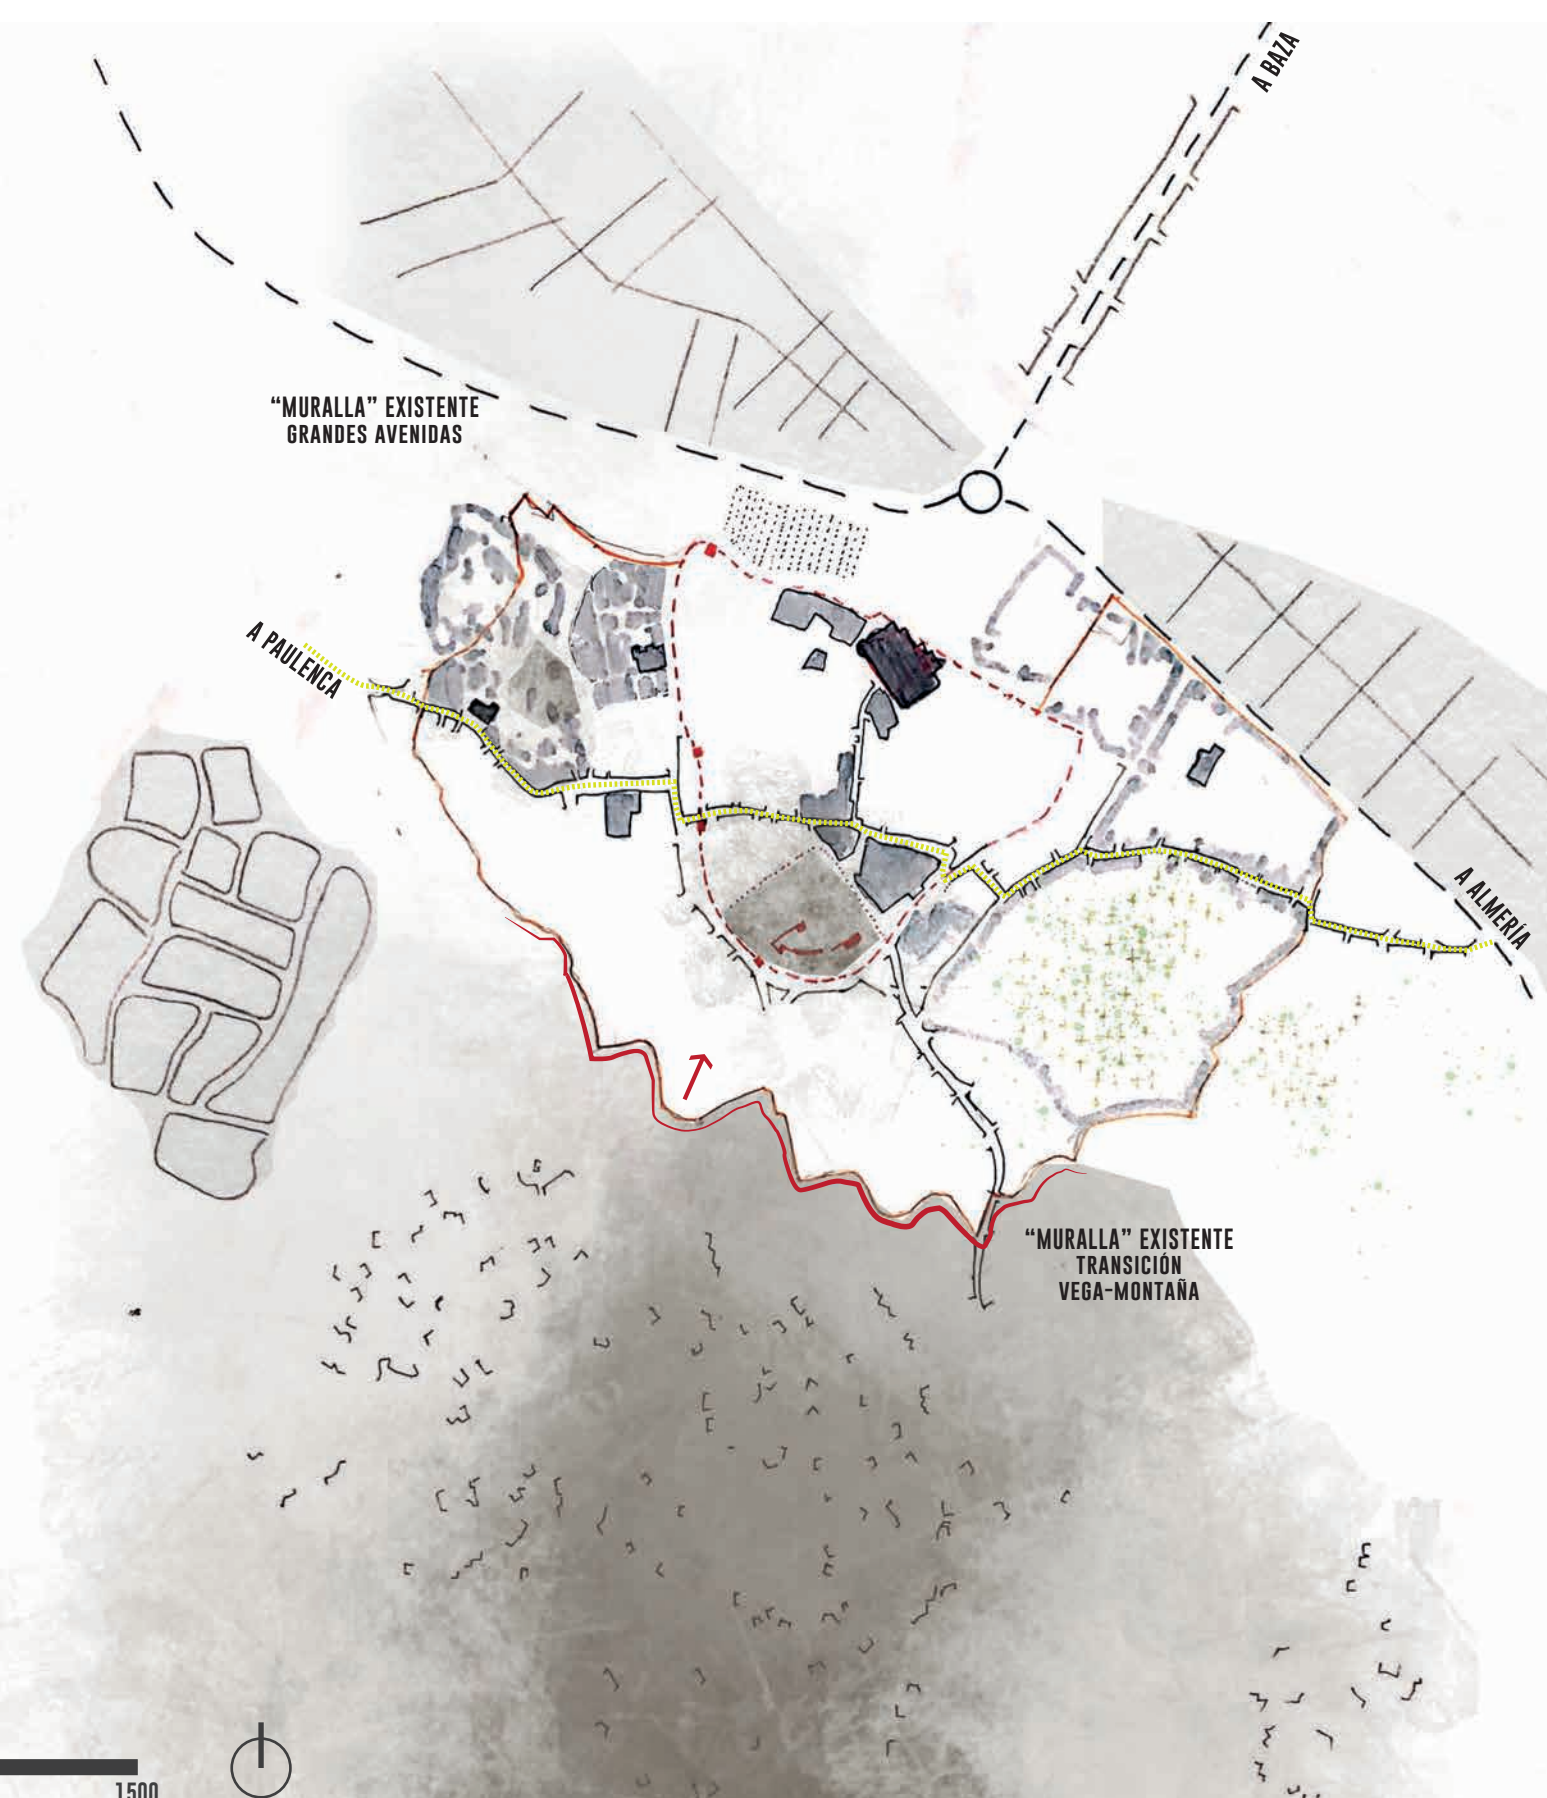 A BAZA
“MURALLA” EXISTENTE
GRANDES AVENIDAS
A PAULENCA
A ALMERÍA
“MURALLA” EXISTENTE
TRANSICIÓN
VEGA-MONTAÑA
1500